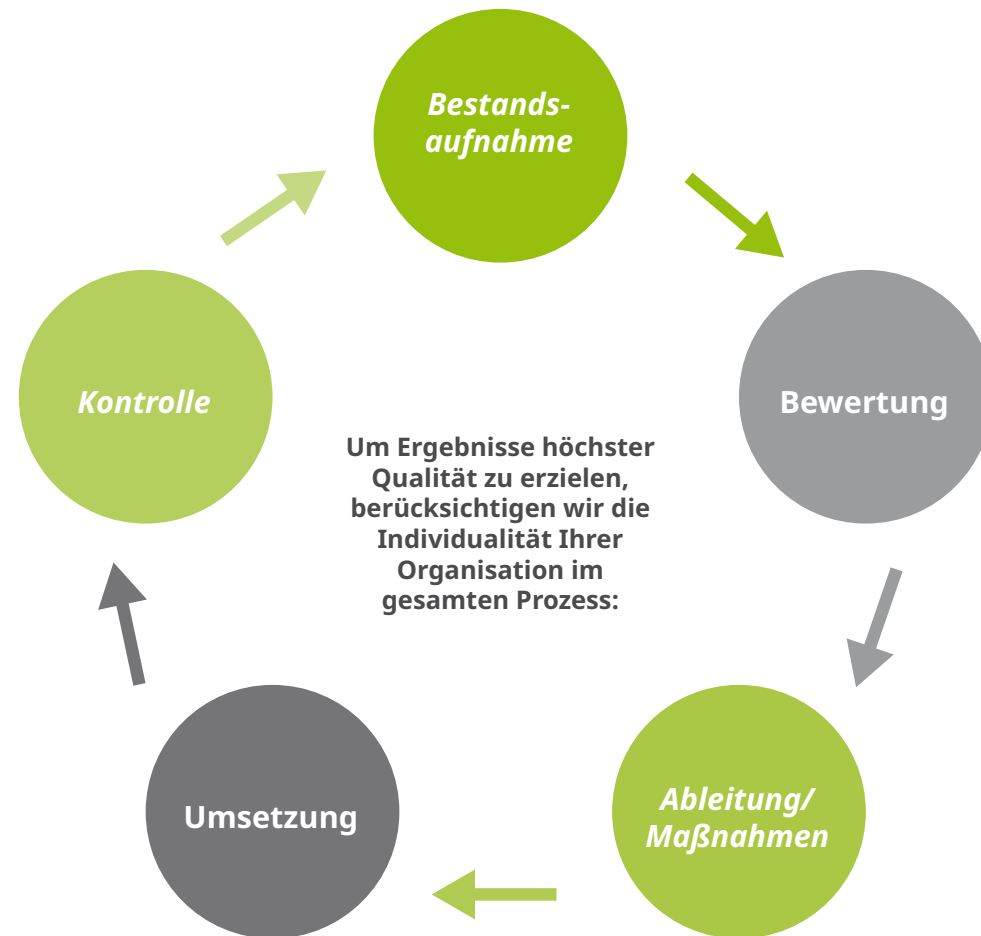 Bestands-
aufnahme
Kontrolle
Bewertung
Um Ergebnisse höchster
Qualität zu erzielen,
berücksichtigen wir die
Individualität Ihrer
Organisation im
gesamten Prozess:
Umsetzung
Ableitung/
Maßnahmen